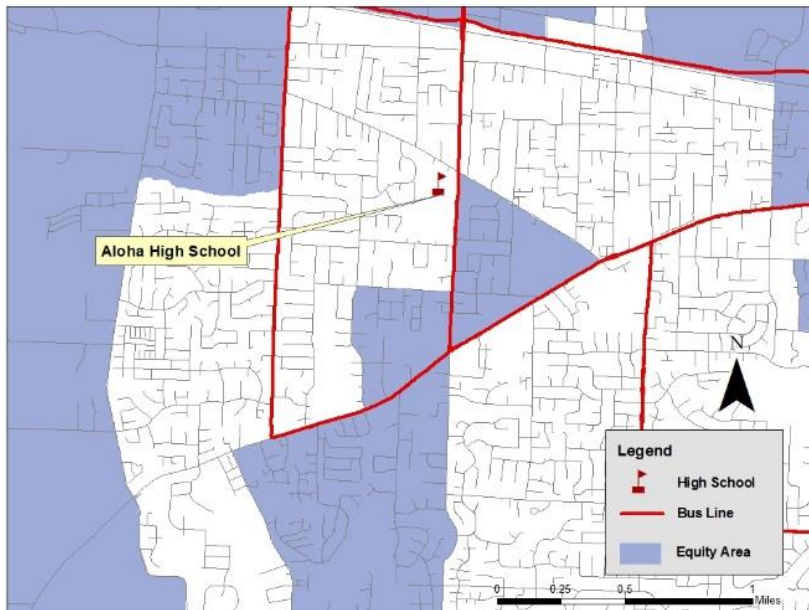 Aloha High School
N
Legend
High School
Bus Line
Equity Area
0 0.25 0.5 1
Miles